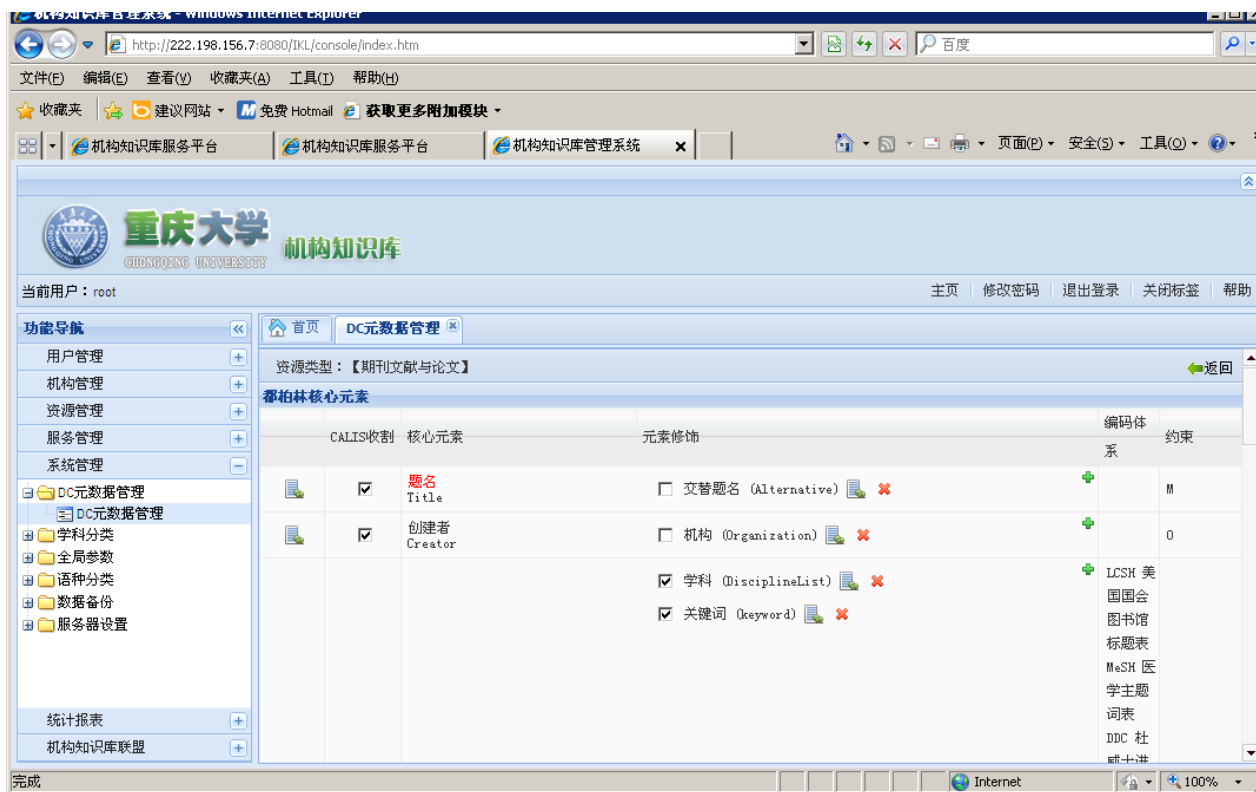 机构知识库管理系统 - Windows Internet Explorer
http://222.198.156.7:8080/IKL/console/index.htm
百度
文件(F) 编辑(E) 查看(V) 收藏夹(A) 工具(T) 帮助(H)
收藏夹 建议网站 免费 Hotmail 获取更多附加模块
机构知识库服务平台 机构知识库服务平台 机构知识库管理系统 页面(P) 安全(S) 工具(O)
重庆大学 机构知识库
CHONGQING UNIVERSITY
当前用户：root 主页 修改密码 退出登录 关闭标签 帮助
功能导航 首页 DC元数据管理
用户管理
机构管理
资源管理
服务管理
系统管理
DC元数据管理
DC元数据管理
学科分类
全局参数
语种分类
数据备份
服务器设置
统计报表
机构知识库联盟
资源类型：【期刊文献与论文】 返回
都柏林核心元素
CALIS收割 核心元素 元素修饰 编码体系 约束
题名
Title
交替题名 (Alternative) M
创建者
Creator
机构 (Organization) O
学科 (DisciplineList)
关键词 (keyword)
LCSH 美
国国会
图书馆
标题表
MeSH 医
学主题
词表
DDC 杜
威十进
完成 Internet 100%